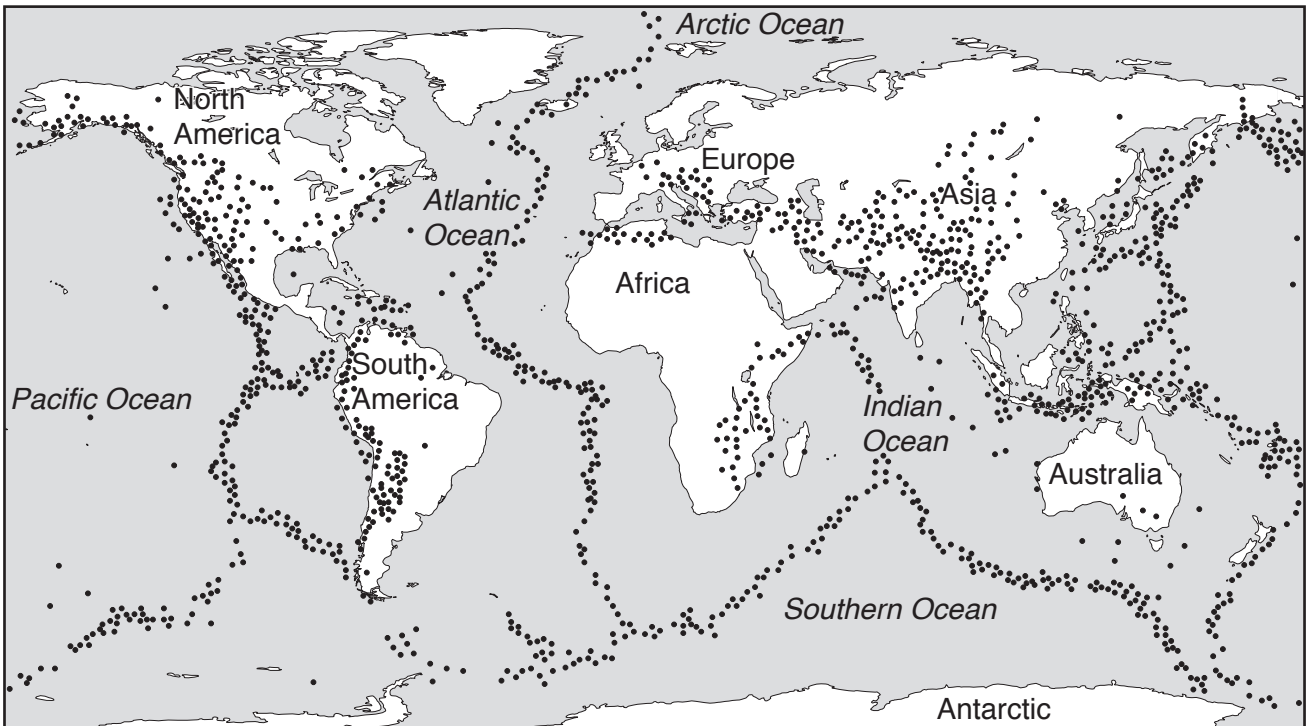 Arctic Ocean
North
America
Europe
Asia
Atlantic
Ocean
Africa
South
America
Pacific Ocean
Indian
Ocean
Australia
Southern Ocean
Antarctic